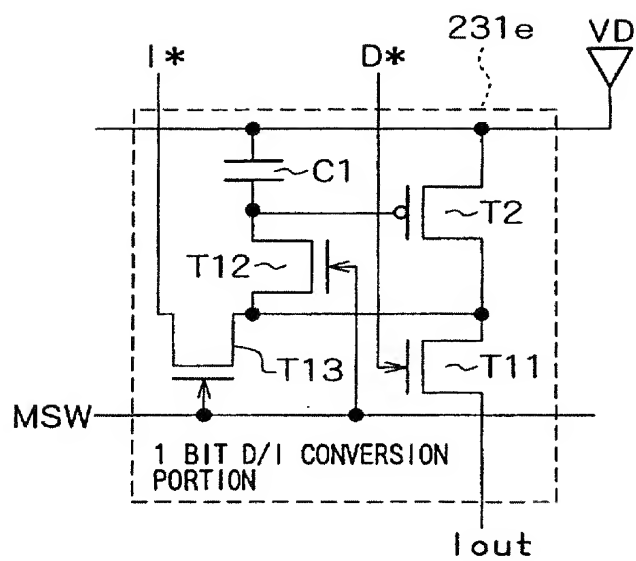 231e
VD
I*
D*
C1
T2
T12
T13
T11
MSW
1 BIT D/I CONVERSION
PORTION
Iout